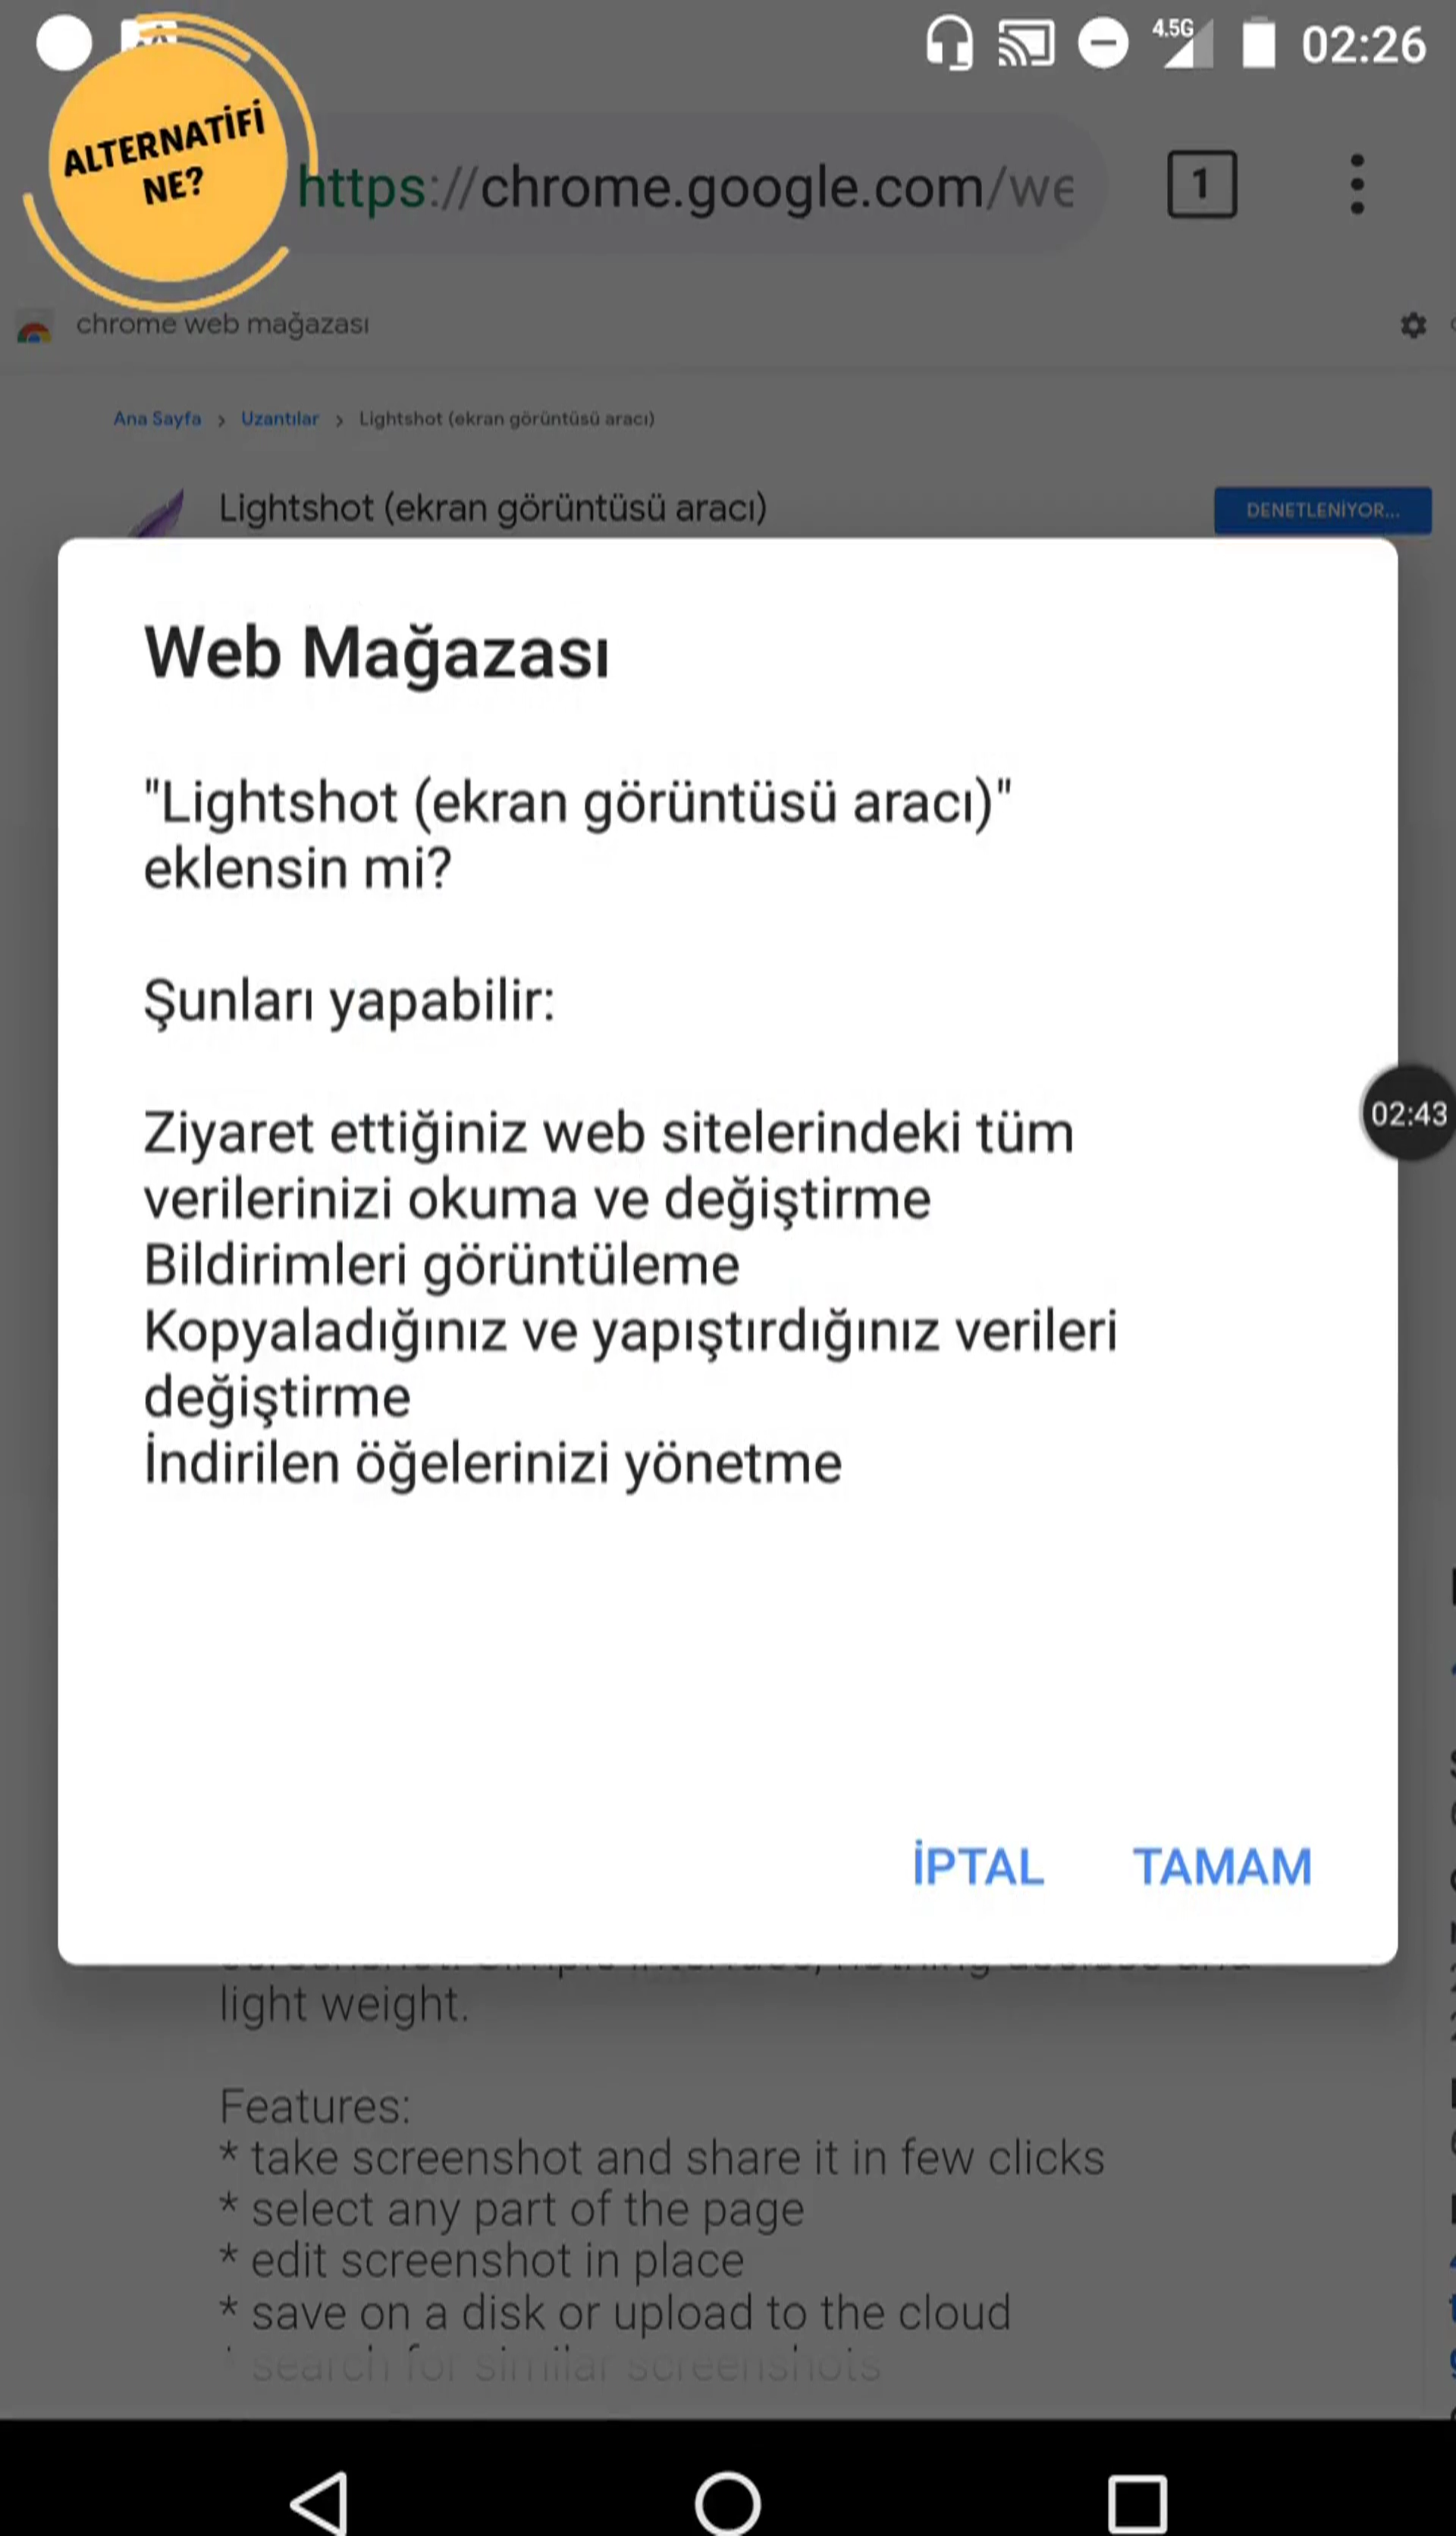 4.5G 02:26
ALTERNATİFİ
NE?
https://chrome.google.com/we
1
chrome web mağazası
Ana Sayfa > Uzantılar > Lightshot (ekran görüntüsü aracı)
Lightshot (ekran görüntüsü aracı)
DENETLENİYOR...
Web Mağazası
"Lightshot (ekran görüntüsü aracı)"
eklensin mi?
Şunları yapabilir:
Ziyaret ettiğiniz web sitelerindeki tüm
verilerinizi okuma ve değiştirme
Bildirimleri görüntüleme
Kopyaladığınız ve yapıştırdığınız verileri
değiştirme
İndirilen öğelerinizi yönetme
02:43
İPTAL TAMAM
light weight.
Features:
* take screenshot and share it in few clicks
* select any part of the page
* edit screenshot in place
* save on a disk or upload to the cloud
* search for similar screenshots